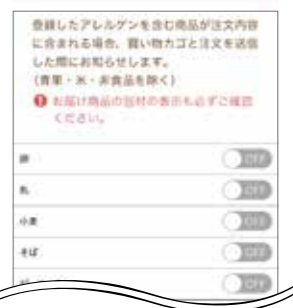 登録したアレルゲンを含む商品が注文内容
に含まれる場合、買い物カゴと注文を送信
した際にお知らせします。
(青果・米・非食品を除く)
お届け商品の包材の表示も必ずご確認
ください。
卵
OFF
乳
OFF
小麦
OFF
そば
OFF
OFF